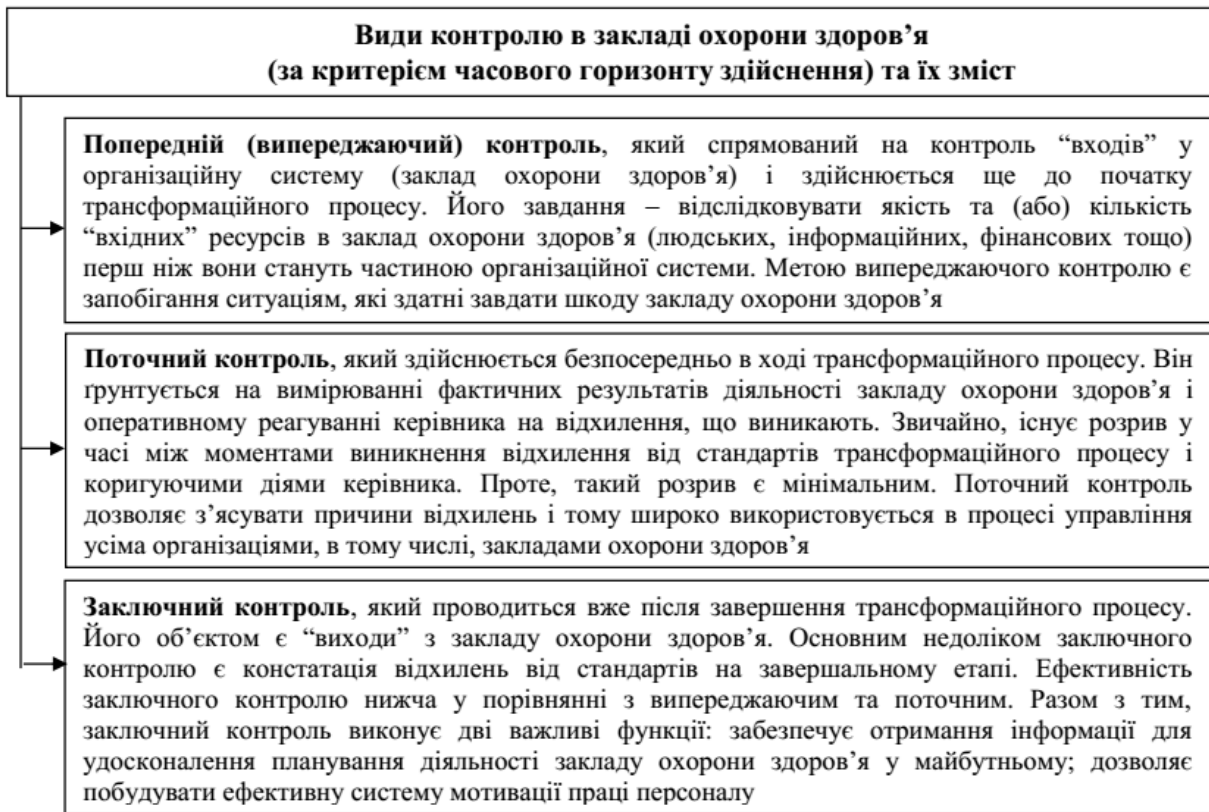 Види контролю в закладі охорони здоров’я
(за критерієм часового горизонту здійснення) та їх зміст
Попередній (випереджаючий) контроль, який спрямований на контроль “входів” у
організаційну систему (заклад охорони здоров’я) і здійснюється ще до початку
трансформаційного процесу. Його завдання – відслідковувати якість та (або) кількість
“вхідних” ресурсів в заклад охорони здоров’я (людських, інформаційних, фінансових тощо)
перш ніж вони стануть частиною організаційної системи. Метою випереджаючого контролю є
запобігання ситуаціям, які здатні завдати шкоду закладу охорони здоров’я
Поточний контроль, який здійснюється безпосередньо в ході трансформаційного процесу. Він
ґрунтується на вимірюванні фактичних результатів діяльності закладу охорони здоров’я і
оперативному реагуванні керівника на відхилення, що виникають. Звичайно, існує розрив у
часі між моментами виникнення відхилення від стандартів трансформаційного процесу і
коригуючими діями керівника. Проте, такий розрив є мінімальним. Поточний контроль
дозволяє з’ясувати причини відхилень і тому широко використовується в процесі управління
усіма організаціями, в тому числі, закладами охорони здоров’я
Заключний контроль, який проводиться вже після завершення трансформаційного процесу.
Його об’єктом є “виходи” з закладу охорони здоров’я. Основним недоліком заключного
контролю є констатація відхилень від стандартів на завершальному етапі. Ефективність
заключного контролю нижча у порівнянні з випереджаючим та поточним. Разом з тим,
заключний контроль виконує дві важливі функції: забезпечує отримання інформації для
удосконалення планування діяльності закладу охорони здоров’я у майбутньому; дозволяє
побудувати ефективну систему мотивації праці персоналу